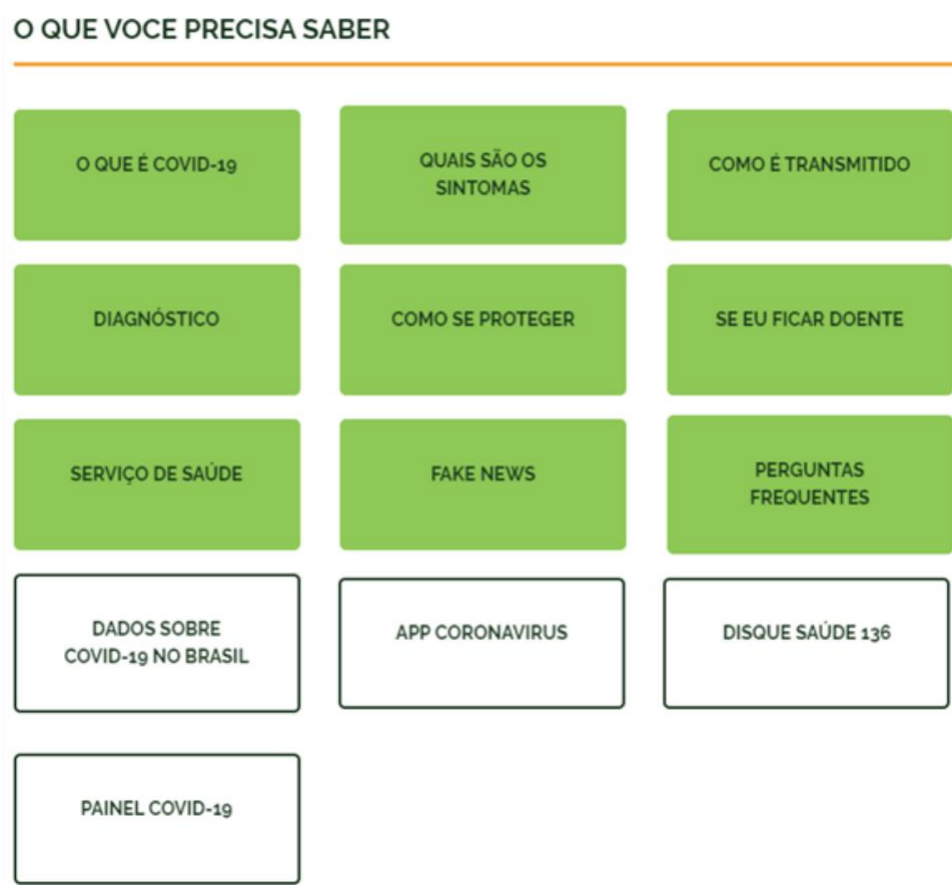 O QUE VOCE PRECISA SABER
O QUE É COVID-19
QUAIS SÃO OS
SINTOMAS
COMO É TRANSMITIDO
DIAGNÓSTICO
COMO SE PROTEGER
SE EU FICAR DOENTE
SERVIÇO DE SAÚDE
FAKE NEWS
PERGUNTAS
FREQUENTES
DADOS SOBRE
COVID-19 NO BRASIL
APP CORONAVIRUS
DISQUE SAÚDE 136
PAINEL COVID-19